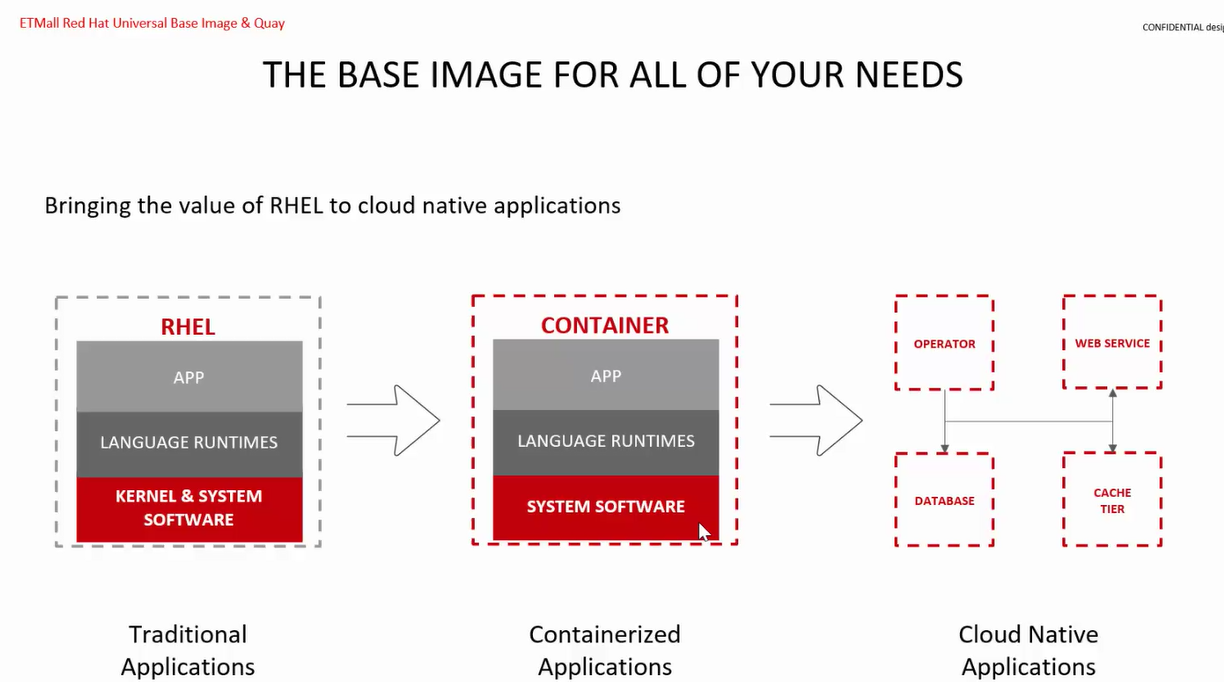 ETMall Red Hat Universal Base Image & Quay
CONFIDENTIAL
THE BASE IMAGE FOR ALL OF YOUR NEEDS
Bringing the value of RHEL to cloud native applications
RHEL
APP
LANGUAGE RUNTIMES
KERNEL & SYSTEM
SOFTWARE
Traditional
Applications
CONTAINER
APP
LANGUAGE RUNTIMES
SYSTEM SOFTWARE
Containerized
Applications
OPERATOR
WEB SERVICE
DATABASE
CACHE
TIER
Cloud Native
Applications